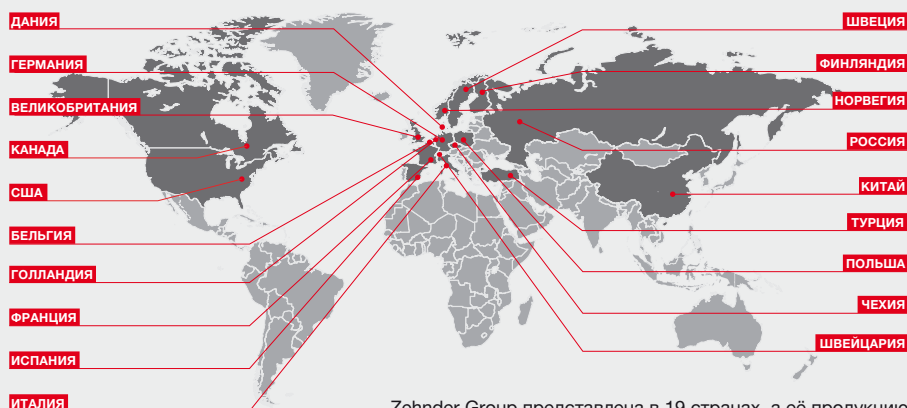 ДАНИЯ
ГЕРМАНИЯ
ВЕЛИКОБРИТАНИЯ
КАНАДА
США
БЕЛЬГИЯ
ГОЛЛАНДИЯ
ФРАНЦИЯ
ИСПАНИЯ
ИТАЛИЯ
ШВЕЦИЯ
ФИНЛЯНДИЯ
НОРВЕГИЯ
РОССИЯ
КИТАЙ
ТУРЦИЯ
ПОЛЬША
ЧЕХИЯ
ШВЕЙЦАРИЯ
Zehnder Group представлена в 19 странах, а её продукцию